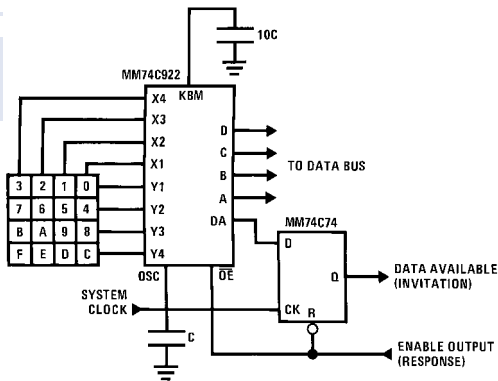 10C
MM74C922
KBM
X4
X3
X2
X1
Y1
Y2
Y3
Y4
D
C
B
A
DA
TO DATA BUS
3 2 1 0
7 6 5 4
B A 9 8
F E D C
OSC
OE
MM74C74
D
Q
CK
R
DATA AVAILABLE
(INVITATION)
SYSTEM
CLOCK
C
ENABLE OUTPUT
(RESPONSE)